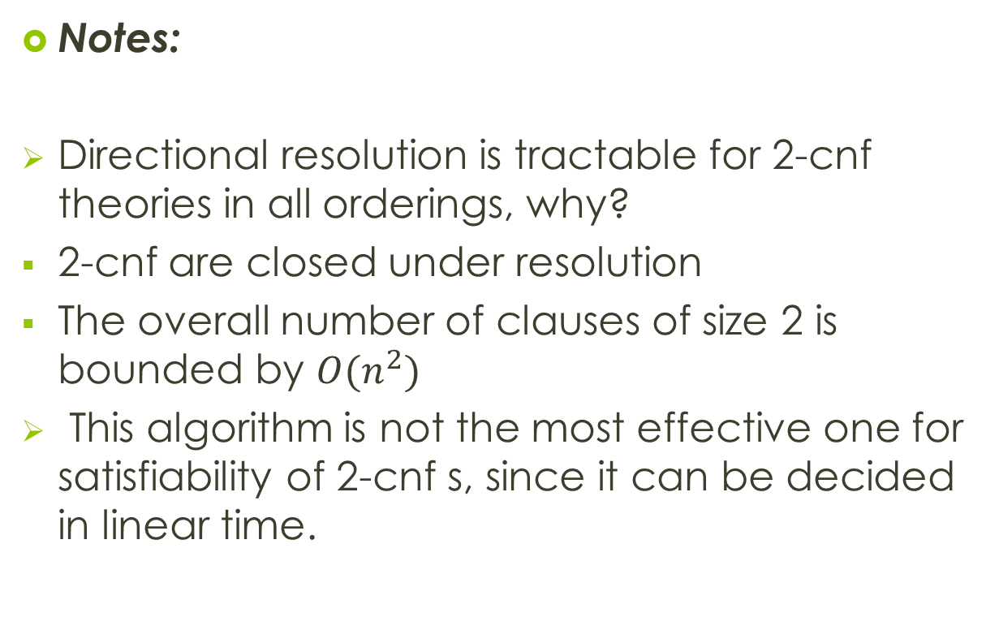 Notes:
Directional resolution is tractable for 2-cnf
theories in all orderings, why?
2-cnf are closed under resolution
The overall number of clauses of size 2 is
bounded by O(n²)
This algorithm is not the most effective one for
satisfiability of 2-cnf s, since it can be decided
in linear time.